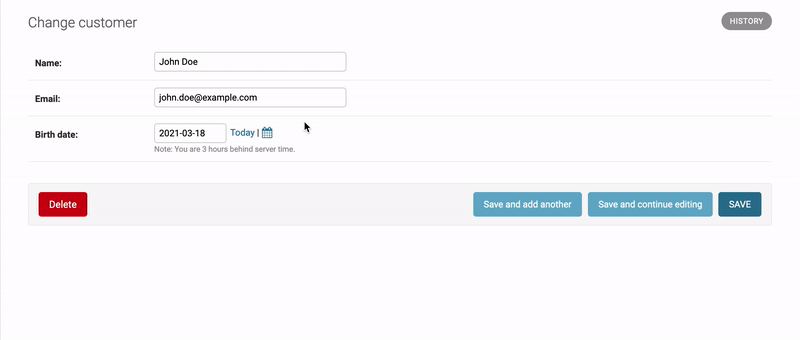 Change customer
HISTORY
Name: John Doe
Email: john.doe@example.com
Birth date: 2021-03-18 Today |
Note: You are 3 hours behind server time.
Delete Save and add another Save and continue editing SAVE